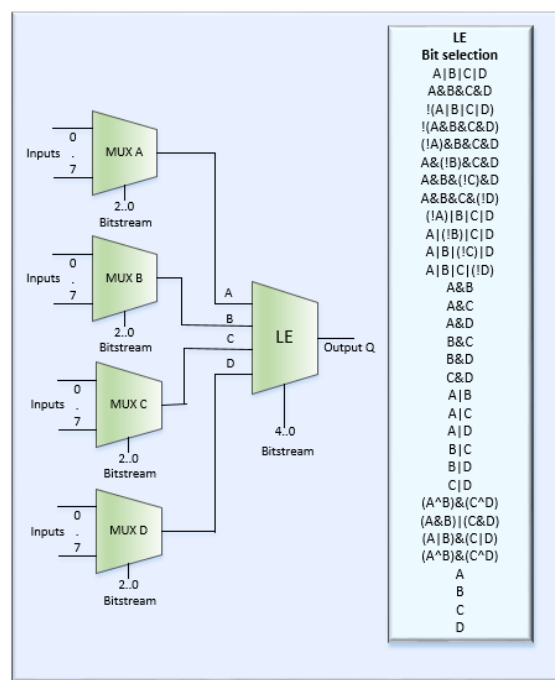 0
Inputs .
7
MUX A
2..0
Bitstream
0
Inputs .
7
MUX B
2..0
Bitstream
0
Inputs .
7
MUX C
2..0
Bitstream
0
Inputs .
7
MUX D
2..0
Bitstream
A
B
C
D
LE
Output Q
4..0
Bitstream
LE
Bit selection
A|B|C|D
A&B&C&D
!(A|B|C|D)
!(A&B&C&D)
(!A)&B&C&D
A&(!B)&C&D
A&B&(!C)&D
A&B&C&(!D)
(!A)|B|C|D
A|(!B)|C|D
A|B|(!C)|D
A|B|C|(!D)
A&B
A&C
A&D
B&C
B&D
C&D
A|B
A|C
A|D
B|C
B|D
C|D
(A^B)&(C^D)
(A&B)|(C&D)
(A|B)&(C|D)
(A^B)&(C^D)
A
B
C
D